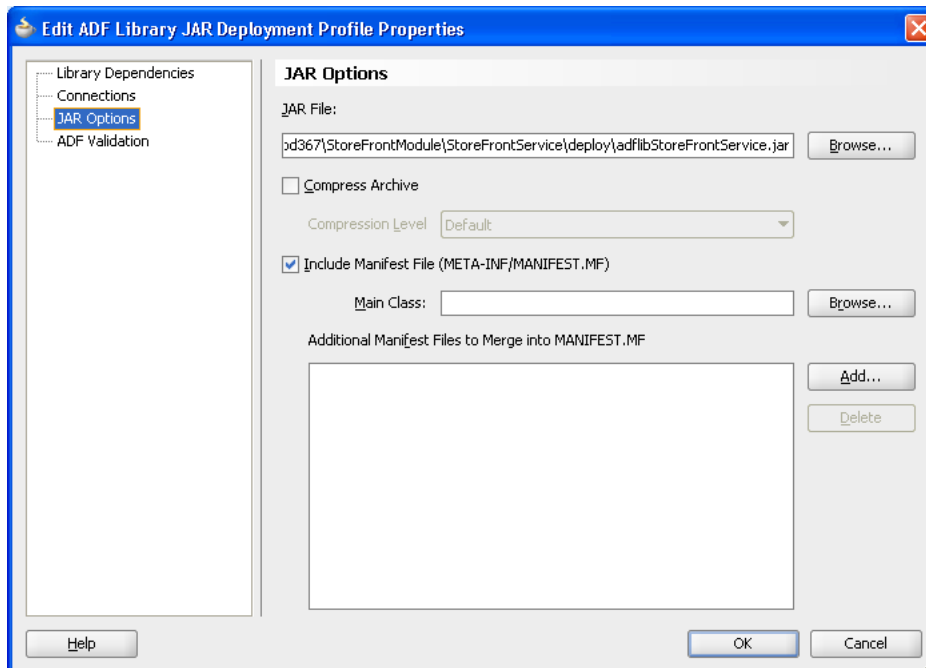 Edit ADF Library JAR Deployment Profile Properties
Library Dependencies
Connections
JAR Options
ADF Validation
JAR Options
JAR File:
od367\StoreFrontModule\StoreFrontService\deploy\adflibStoreFrontService.jar
Browse...
Compress Archive
Compression Level
Default
Include Manifest File (META-INF/MANIFEST.MF)
Main Class:
Browse...
Additional Manifest Files to Merge into MANIFEST.MF
Add...
Delete
Help
OK
Cancel